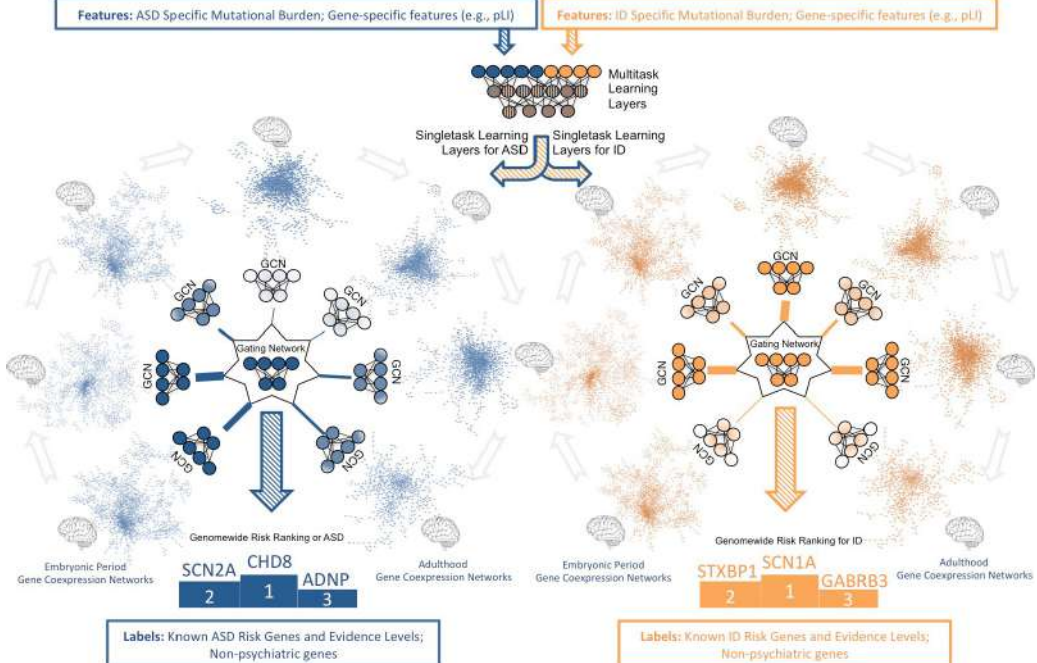 Features: ASD Specific Mutational Burden; Gene-specific features (e.g., pLI)
Features: ID Specific Mutational Burden; Gene-specific features (e.g., pLI)
Multitask
Learning
Layers
Singletask Learning
Layers for ASD
Singletask Learning
Layers for ID
GCN
GCN
GCN
GCN
GCN
GCN
GCN
Gating Network
GCN
GCN
GCN
GCN
GCN
GCN
GCN
Gating Network
Genomewide Risk Ranking or ASD
Genomewide Risk Ranking for ID
Embryonic Period
Gene Coexpression Networks
Adulthood
Gene Coexpression Networks
Embryonic Period
Gene Coexpression Networks
Adulthood
Gene Coexpression Networks
SCN2A
CHD8
ADNP
2
1
3
STXBP1
SCN1A
GABRB3
2
1
3
Labels: Known ASD Risk Genes and Evidence Levels;
Non-psychiatric genes
Labels: Known ID Risk Genes and Evidence Levels;
Non-psychiatric genes